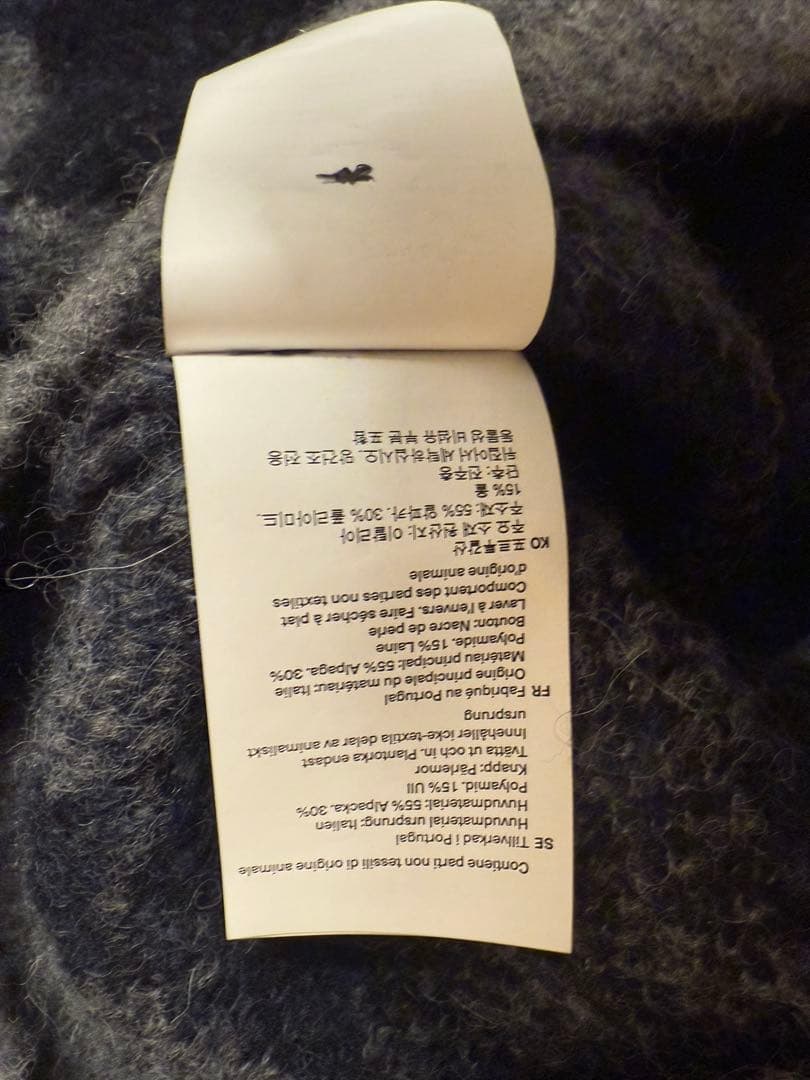 Contiene parti non tessili di origine animale
SE Tillverkad i Portugal
Huvudmaterial ursprung: Italien
Huvudmaterial: 55% Alpacka. 30%
Polyamid. 15% Ull
Knapp: Pärlemor
Tvätta ut och in. Plantorka endast
Innehåller icke-textila delar av animaliskt
ursprung
FR Fabriqué au Portugal
Origine principale du matériau: Italie
Matériau principal: 55% Alpaga. 30%
Polyamide. 15% Laine
Bouton: Nacre de perle
Laver à l'envers. Faire sécher à plat
Comportent des parties non textiles
d'origine animale
KO 포르투갈산
주요 소재 원산지: 이탈리아
주소재: 55% 알파카. 30% 폴리아미드.
15% 울
단추: 진주층
뒤집어서 세탁하십시오. 망건조 전용
동물성 비섬유 부분 포함